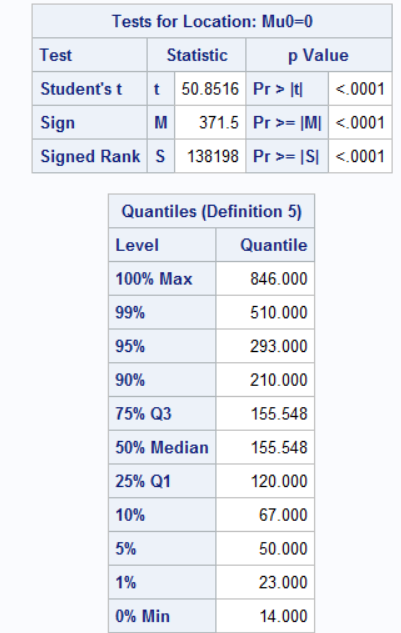 Tests for Location: Mu0=0
Test Statistic p Value
Student's t t 50.8516 Pr > |t| <.0001
Sign M 371.5 Pr >= |M| <.0001
Signed Rank S 138198 Pr >= |S| <.0001
Quantiles (Definition 5)
Level Quantile
100% Max 846.000
99% 510.000
95% 293.000
90% 210.000
75% Q3 155.548
50% Median 155.548
25% Q1 120.000
10% 67.000
5% 50.000
1% 23.000
0% Min 14.000